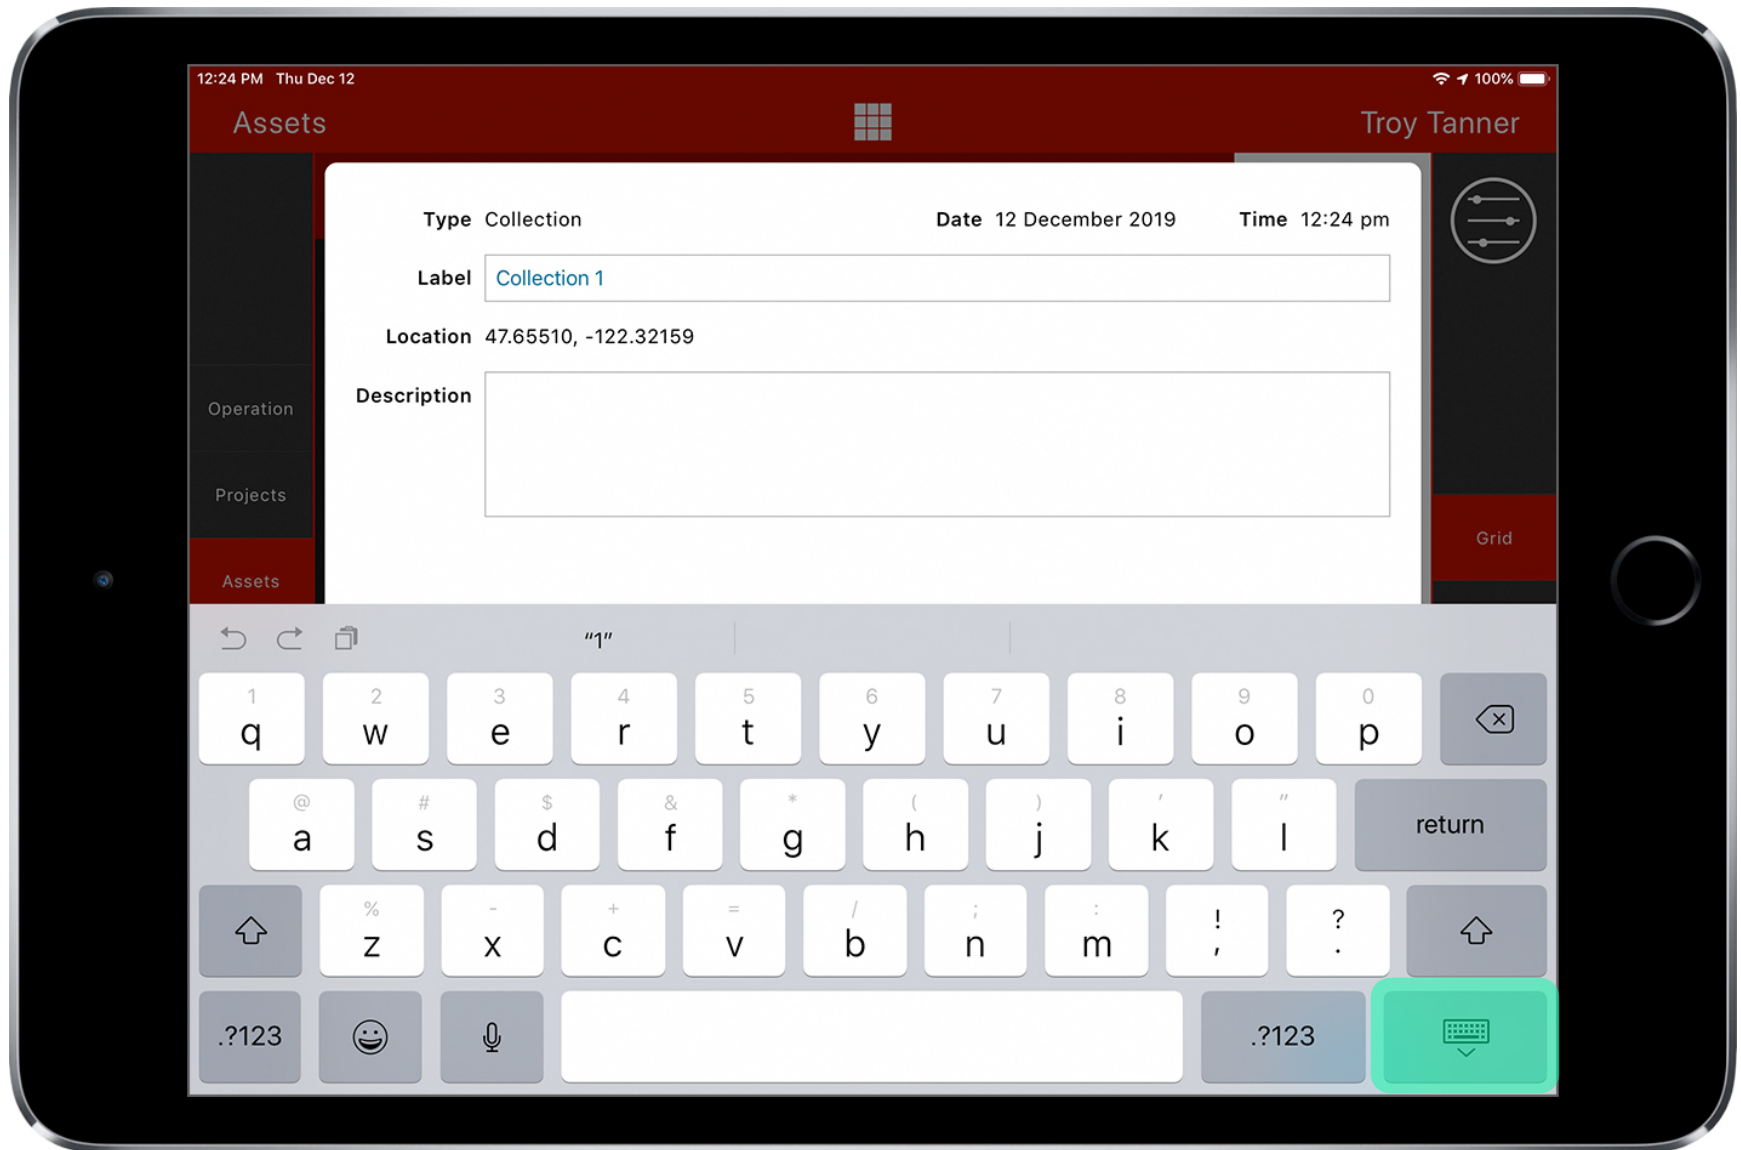 12:24 PM Thu Dec 12 100%
Assets Troy Tanner
Type Collection Date 12 December 2019 Time 12:24 pm
Label Collection 1
Location 47.65510, -122.32159
Description
Operation
Projects
Grid
Assets
“1”
1 2 3 4 5 6 7 8 9 0
q w e r t y u i o p
@ # $ & * ( ) ' "
a s d f g h j k l return
% - + = / ; : ! ?
z x c v b n m , .
.?123 .?123